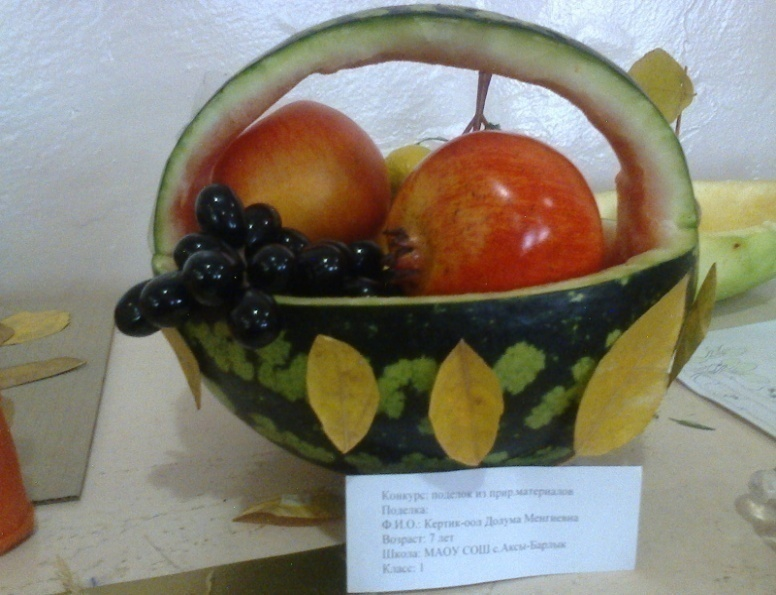 Конкурс: поделок из прир.материалов
Поделка:
Ф.И.О.: Кертик-оол Долума Менгиевна
Возраст: 7 лет
Школа: МАОУ СОШ с.Аксы-Барлык
Класс: 1